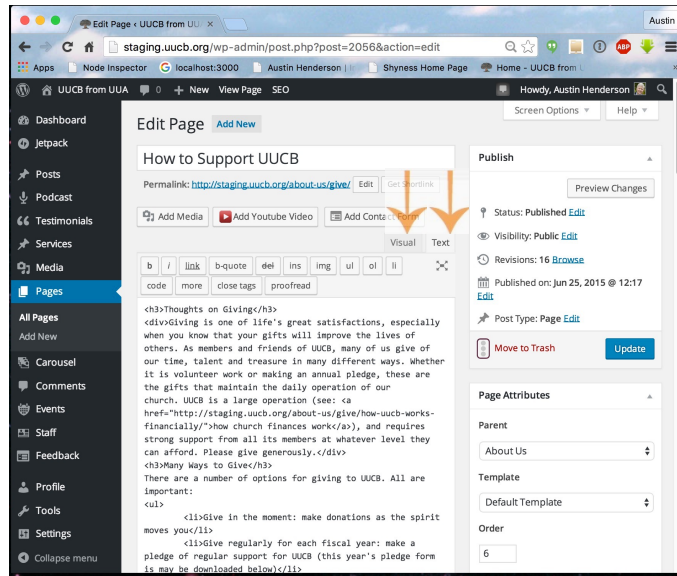 Austin
Edit Page < UUCB from UU
staging.uucb.org/wp-admin/post.php?post=2056&action=edit
ABP
Apps Node Inspector localhost:3000 Austin Henderson | Shyness Home Page Home - UUCB from
UUCB from UUA 0 + New View Page SEO Howdy, Austin Henderson
Screen Options Help
Dashboard
Jetpack
Posts
Podcast
Testimonials
Services
Media
Pages
All Pages
Add New
Carousel
Comments
Events
Staff
Feedback
Profile
Tools
Settings
Collapse menu
Edit Page Add New
How to Support UUCB
Permalink: http://staging.uucb.org/about-us/give/ Edit Get Shortlink
Add Media Add Youtube Video Add Contact Form
Visual Text
b i link b-quote del ins img ul ol li
code more close tags proofread
<h3>Thoughts on Giving</h3>
<div>Giving is one of life's great satisfactions, especially
when you know that your gifts will improve the lives of
others. As members and friends of UUCB, many of us give of
our time, talent and treasure in many different ways. Whether
it is volunteer work or making an annual pledge, these are
the gifts that maintain the daily operation of our
church. UUCB is a large operation (see: <a
href="http://staging.uucb.org/about-us/give/how-uucb-works-
financially/">how church finances work</a>), and requires
strong support from all its members at whatever level they
can afford. Please give generously.</div>
<h3>Many Ways to Give</h3>
There are a number of options for giving to UUCB. All are
important:
<ul>
<li>Give in the moment: make donations as the spirit
moves you</li>
<li>Give regularly for each fiscal year: make a
pledge of regular support for UUCB (this year's pledge form
is may be downloaded below)</li>
Publish
Preview Changes
Status: Published Edit
Visibility: Public Edit
Revisions: 16 Browse
Published on: Jun 25, 2015 @ 12:17
Edit
Post Type: Page Edit
Move to Trash Update
Page Attributes
Parent
About Us
Template
Default Template
Order
6